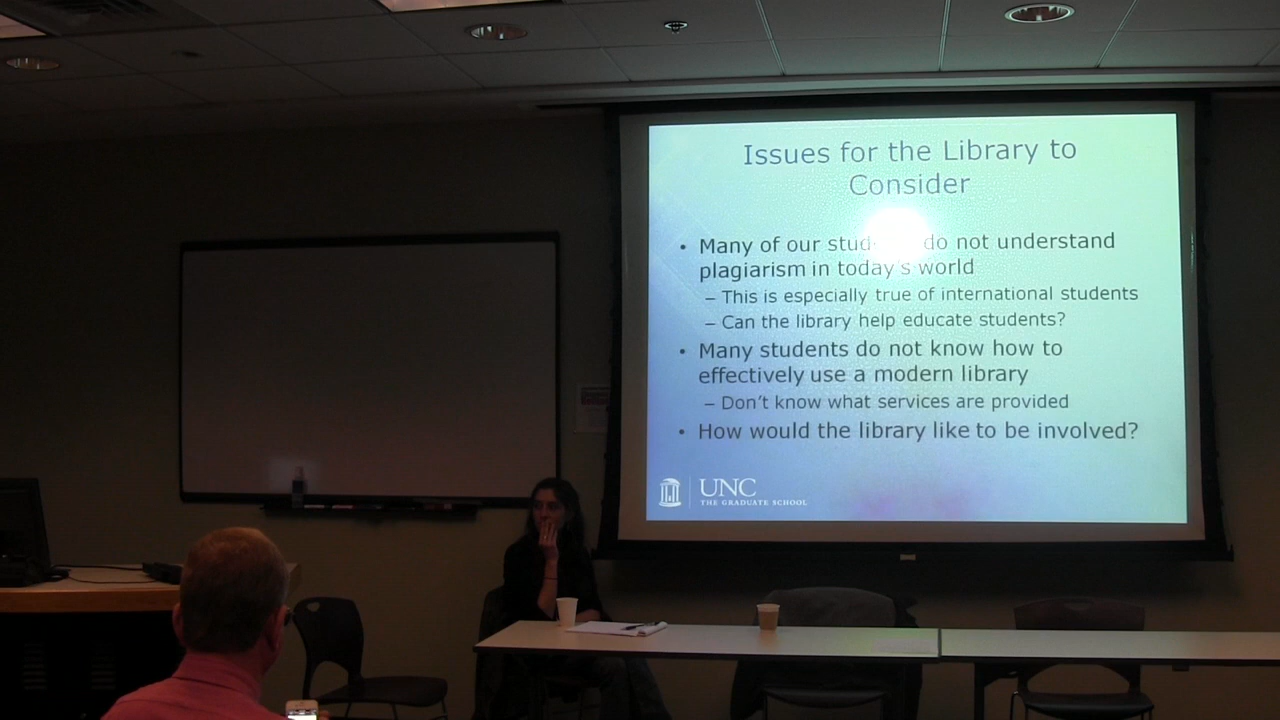 Issues for the Library to
Consider
• Many of our stud do not understand
plagiarism in today's world
– This is especially true of international students
– Can the library help educate students?
• Many students do not know how to
effectively use a modern library
– Don't know what services are provided
• How would the library like to be involved?
UNC
THE GRADUATE SCHOOL